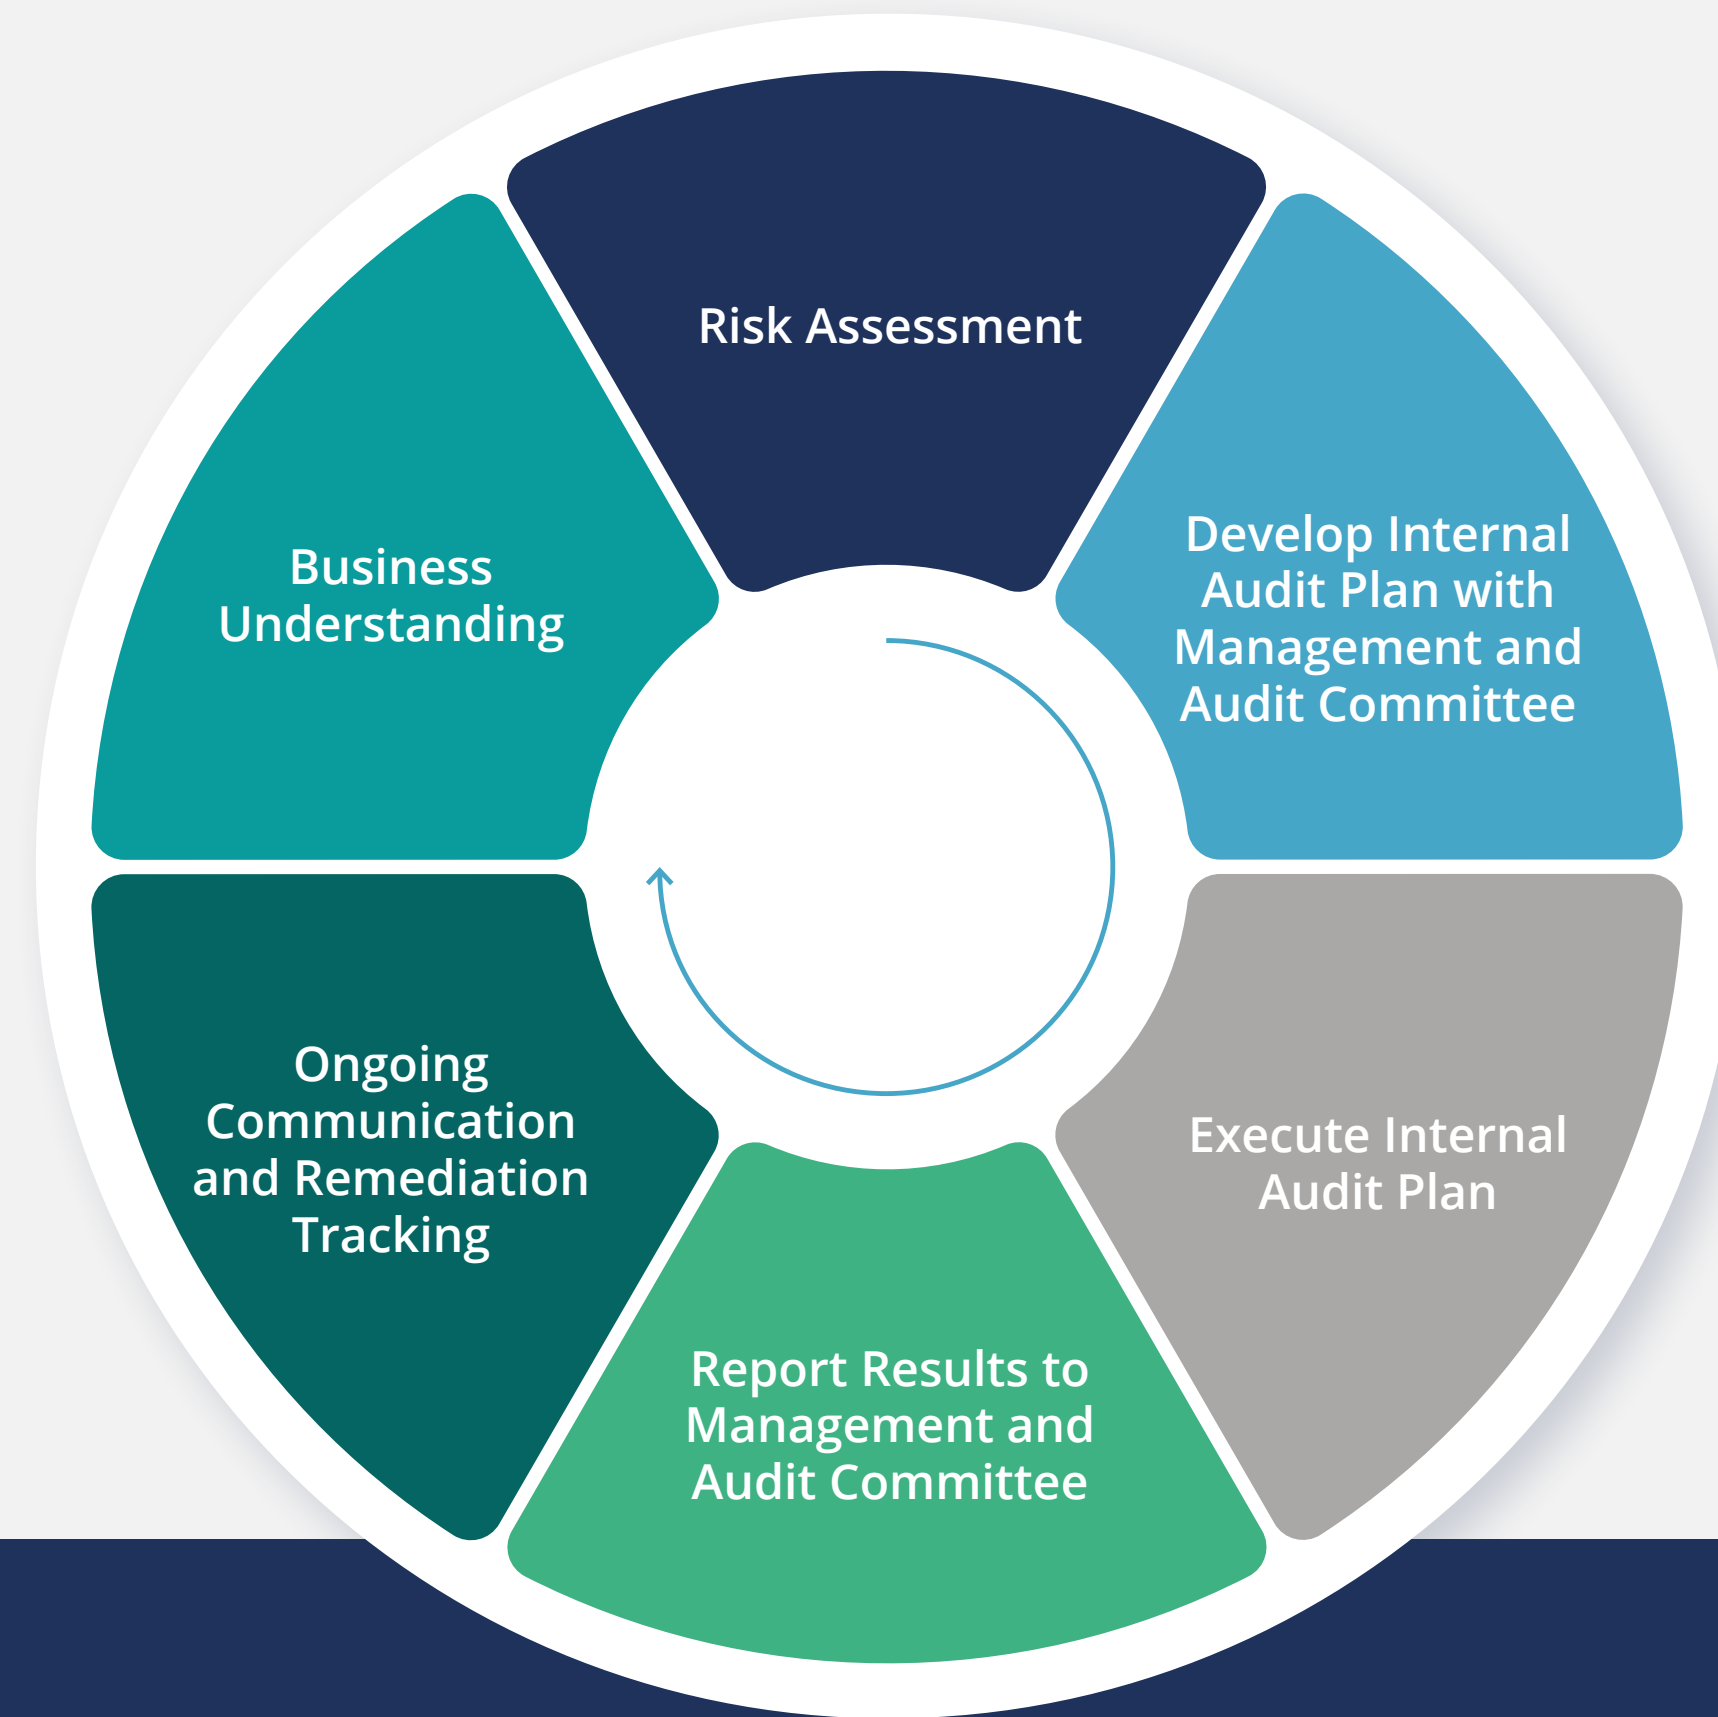 Risk Assessment
Develop Internal
Audit Plan with
Management and
Audit Committee
Execute Internal
Audit Plan
Report Results to
Management and
Audit Committee
Ongoing
Communication
and Remediation
Tracking
Business
Understanding